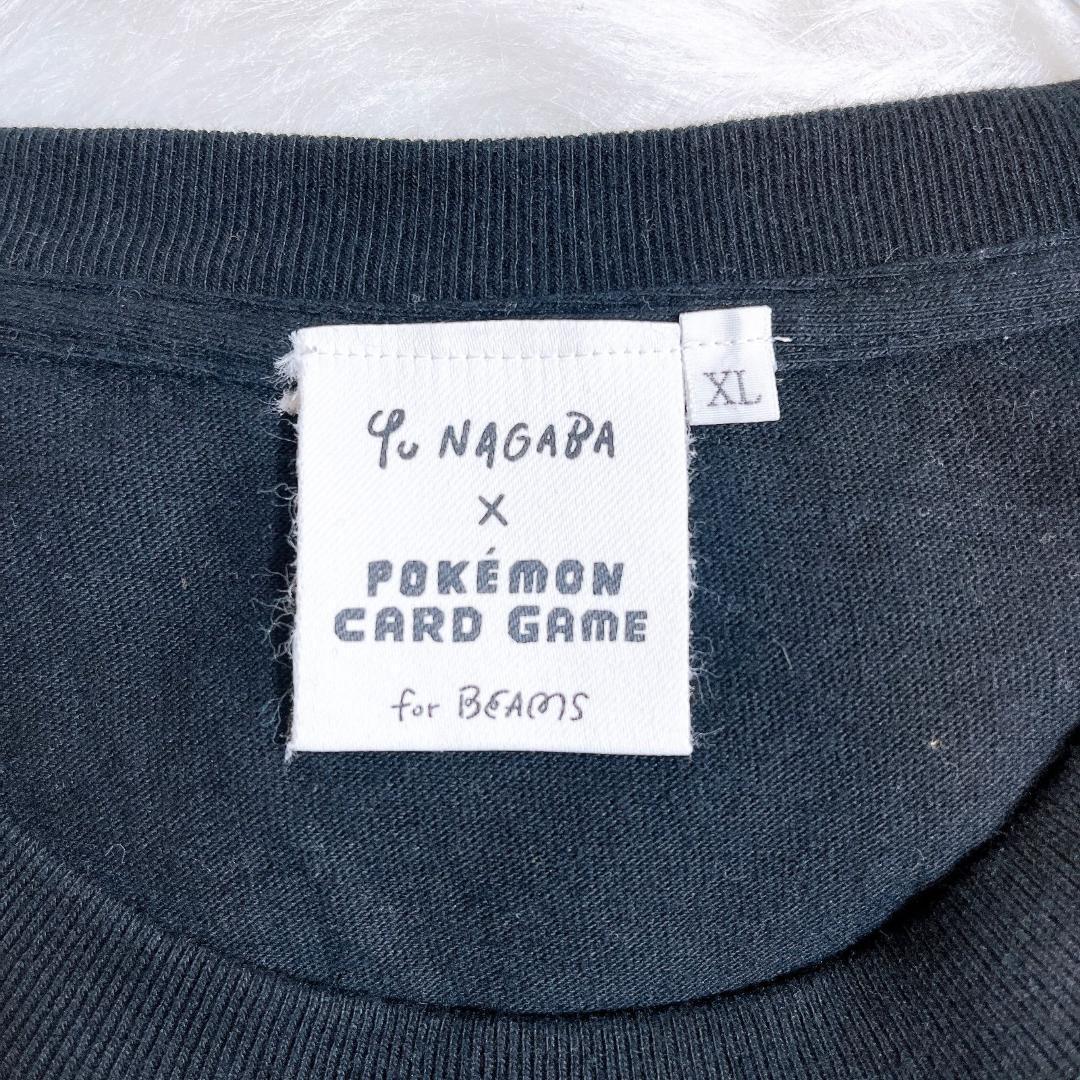 Yu NAGABA
×
POKÉMON
CARD GAME
for BEAMS
XL